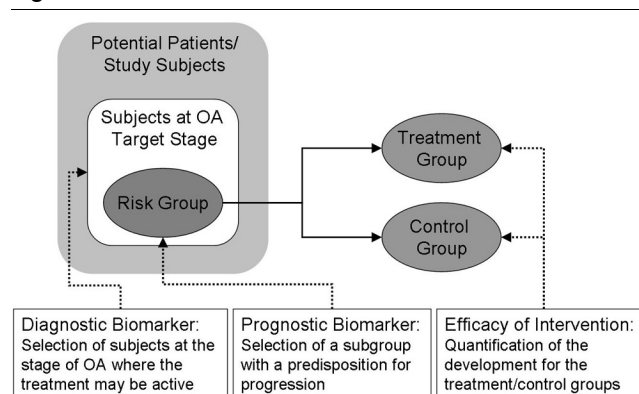 Potential Patients/
Study Subjects
Subjects at OA
Target Stage
Risk Group
Treatment
Group
Control
Group
Diagnostic Biomarker:
Selection of subjects at the
stage of OA where the
treatment may be active
Prognostic Biomarker:
Selection of a subgroup
with a predisposition for
progression
Efficacy of Intervention:
Quantification of the
development for the
treatment/control groups